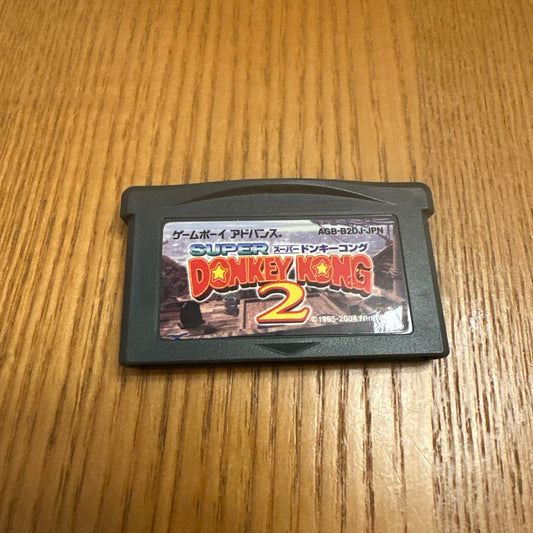 ゲームボーイ アドバンス® AGB-B2DJ-JPN
SUPER スーパードンキーコング
DONKEY KONG
2
©1995-2004